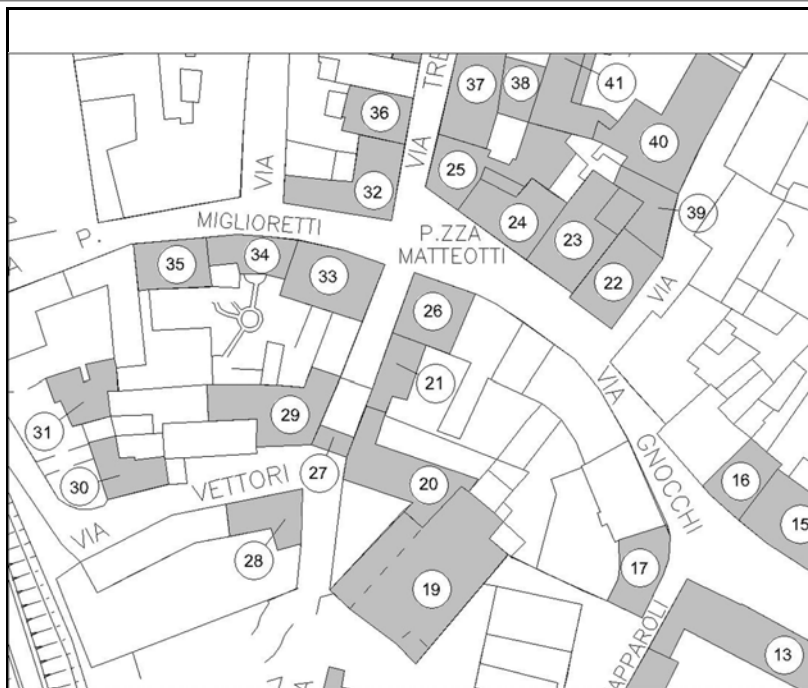 37
38
41
TRE
VIA
36
40
25
32
VIA
39
24
MIGLIORETTI
P.
P.ZZA
MATTEOTTI
23
34
35
33
22
VIA
26
21
VIA
31
29
GNOCCHI
27
30
VETTORI
20
16
15
VIA
28
17
19
APPAROLI
13